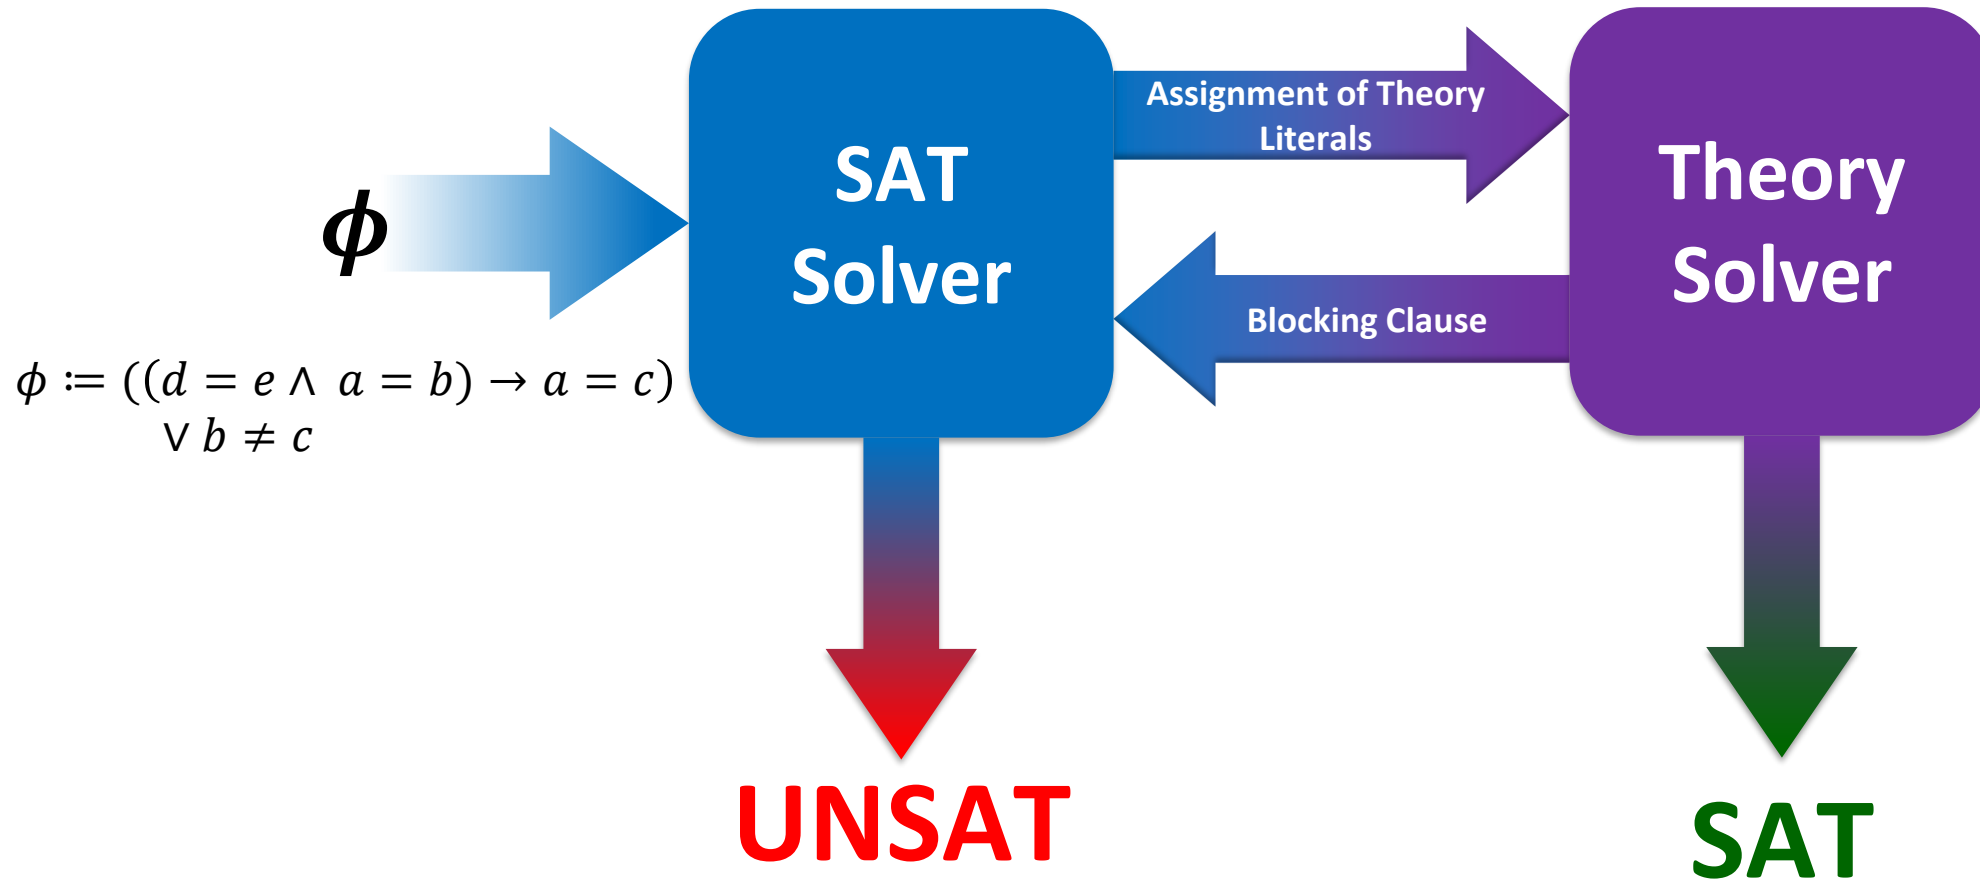 ϕ
ϕ ≔ ((d = e ∧ a = b) → a = c)
∨ b ≠ c
SAT
Solver
Assignment of Theory
Literals
Blocking Clause
Theory
Solver
UNSAT
SAT